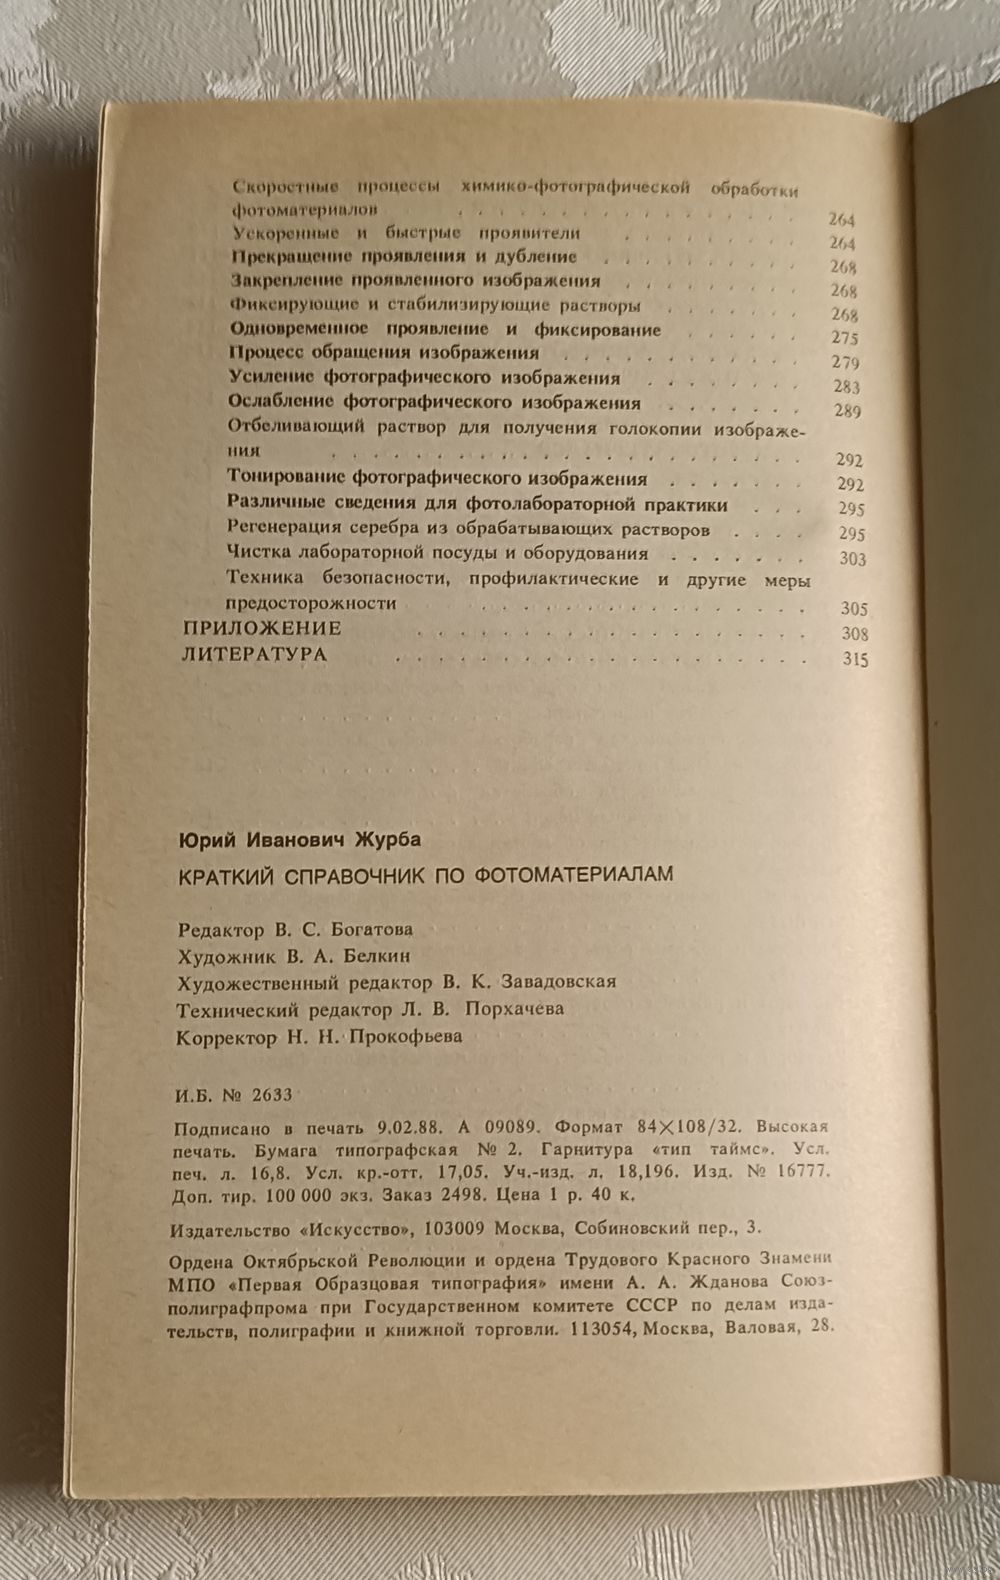 Скоростные процессы химико-фотографической обработки
фотоматериалов . . . . . . . . . . . . . 264
Ускоренные и быстрые проявители . . . . . . . 264
Прекращение проявления и дубление . . . . . . . . 268
Закрепление проявленного изображения . . . . . . . 268
Фиксирующие и стабилизирующие растворы . . . . . . 268
Одновременное проявление и фиксирование . . . . . . 275
Процесс обращения изображения . . . . . . . . . 279
Усиление фотографического изображения . . . . . . 283
Ослабление фотографического изображения . . . . . . 289
Отбеливающий раствор для получения голокопии изображе-
ния . . . . . . . . . . . . . . . . . 292
Тонирование фотографического изображения . . . . . . 292
Различные сведения для фотолабораторной практики . . . 295
Регенерация серебра из обрабатывающих растворов . . . . 295
Чистка лабораторной посуды и оборудования . . . . . . 303
Техника безопасности, профилактические и другие меры
предосторожности . . . . . . . . . . . . 305
ПРИЛОЖЕНИЕ . . . . . . . . . . . . . . 308
ЛИТЕРАТУРА . . . . . . . . . . . . . . . 315
Юрий Иванович Журба
КРАТКИЙ СПРАВОЧНИК ПО ФОТОМАТЕРИАЛАМ
Редактор В. С. Богатова
Художник В. А. Белкин
Художественный редактор В. К. Завадовская
Технический редактор Л. В. Порхачева
Корректор Н. Н. Прокофьева
И.Б. № 2633
Подписано в печать 9.02.88. А 09089. Формат 84×108/32. Высокая
печать. Бумага типографская № 2. Гарнитура «тип таймс». Усл.
печ. л. 16,8. Усл. кр.-отт. 17,05. Уч.-изд. л. 18,196. Изд. № 16777.
Доп. тир. 100 000 экз. Заказ 2498. Цена 1 р. 40 к.
Издательство «Искусство», 103009 Москва, Собиновский пер., 3.
Ордена Октябрьской Революции и ордена Трудового Красного Знамени
МПО «Первая Образцовая типография» имени А. А. Жданова Союз-
полиграфпрома при Государственном комитете СССР по делам изда-
тельств, полиграфии и книжной торговли. 113054, Москва, Валовая, 28.